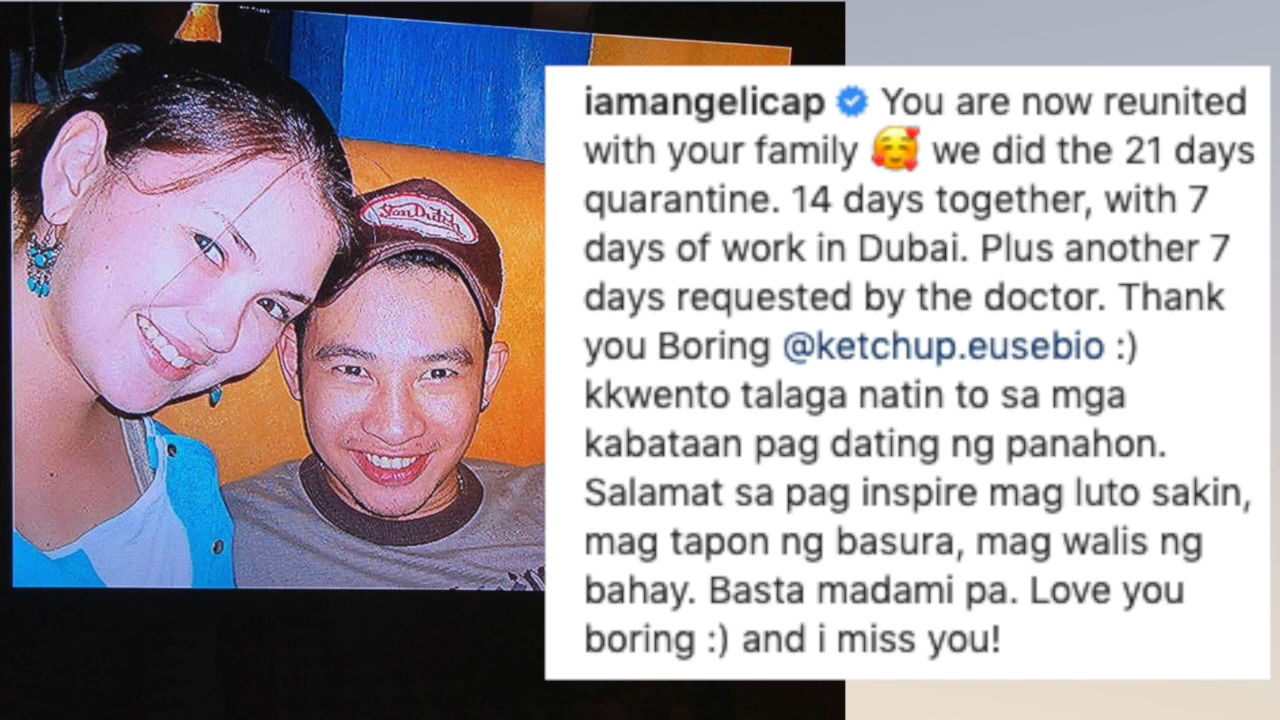 Von Dutch
iamangelicap You are now reunited
with your family 🥰 we did the 21 days
quarantine. 14 days together, with 7
days of work in Dubai. Plus another 7
days requested by the doctor. Thank
you Boring @ketchup.eusebio :)
kkwento talaga natin to sa mga
kabataan pag dating ng panahon.
Salamat sa pag inspire mag luto sakin,
mag tapon ng basura, mag walis ng
bahay. Basta madami pa. Love you
boring :) and i miss you!